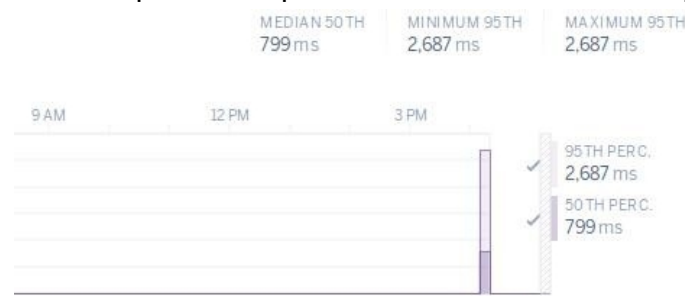 MEDIAN 50TH MINIMUM 95TH MAXIMUM 95TH
799 ms 2,687 ms 2,687 ms
9 AM 12 PM 3 PM
95TH PERC.
2,687 ms
50TH PERC.
799 ms